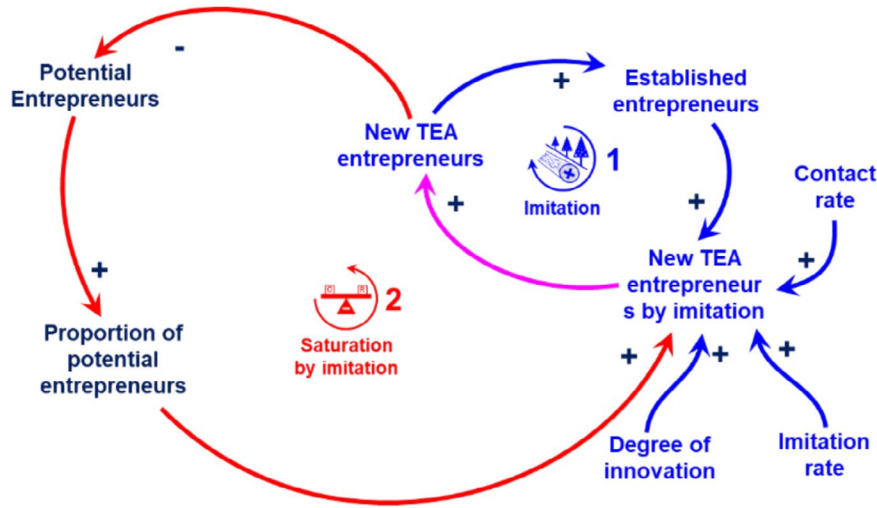 -
Potential
Entrepreneurs
+
Established
entrepreneurs
New TEA
entrepreneurs
1
Imitation
+
+
Contact
rate
+
New TEA
entrepreneur
s by imitation
+
2
Saturation
by imitation
Proportion of
potential
entrepreneurs
+
+
+
Degree of
innovation
Imitation
rate